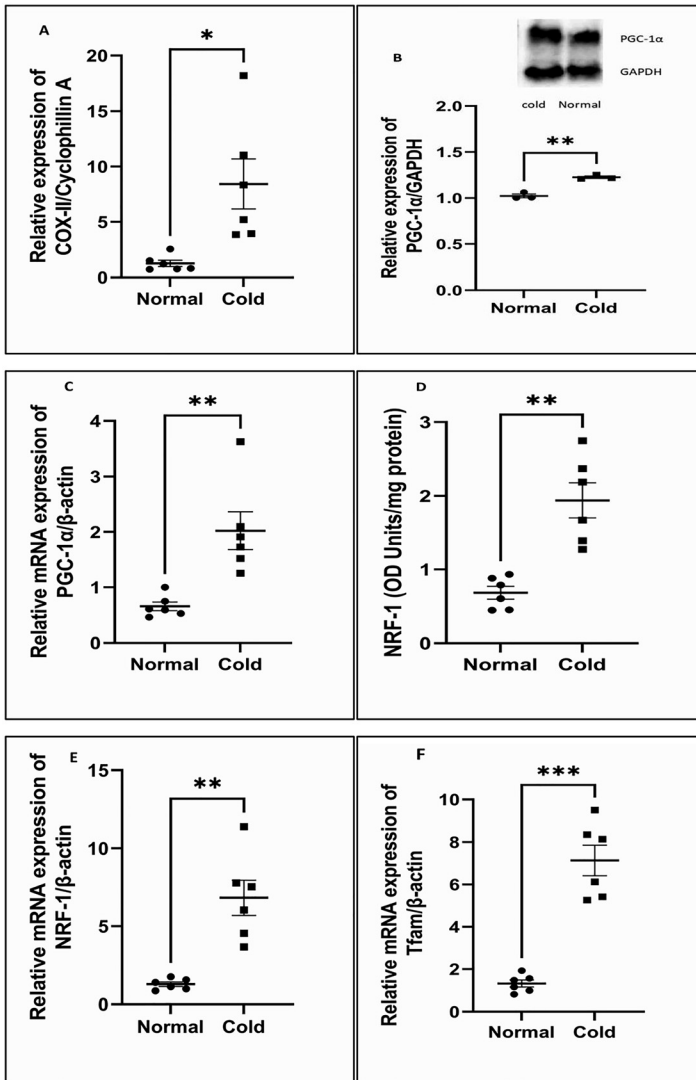 A
*
Relative expression of
COX-II/Cyclophillin A
20
15
10
5
0
Normal Cold
B
PGC-1α
GAPDH
cold Normal
**
Relative expression of
PGC-1α/GAPDH
2.0
1.5
1.0
0.5
0.0
Normal Cold
C
**
Relative mRNA expression of
PGC-1α/β-actin
4
3
2
1
0
Normal Cold
D
**
NRF-1 (OD Units/mg protein)
3
2
1
0
Normal Cold
E
**
Relative mRNA expression of
NRF-1/β-actin
15
10
5
0
Normal Cold
F
***
Relative mRNA expression of
Tfam/β-actin
10
8
6
4
2
0
Normal Cold